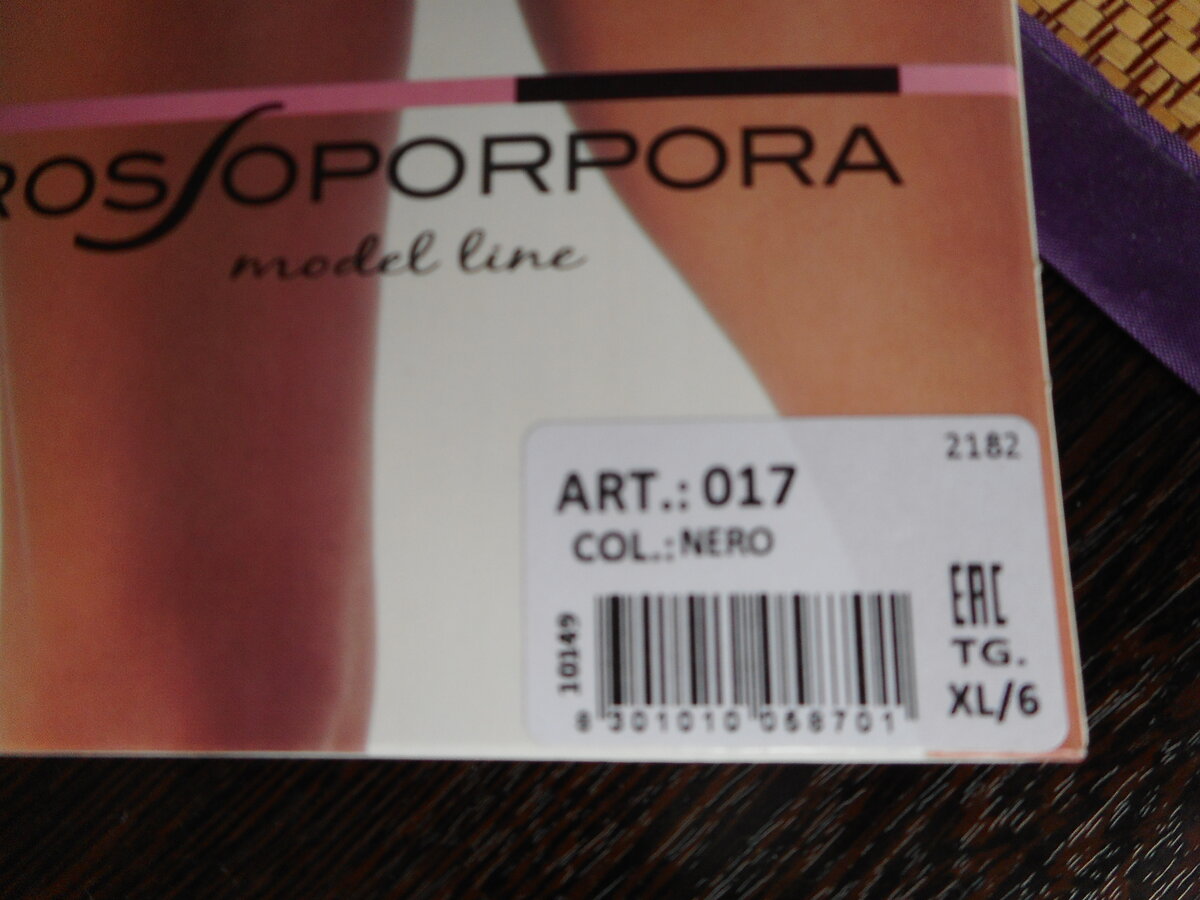 ROSSOPORPORA
model line
2182
ART.: 017
COL.:NERO
10149
EAC
TG.
XL/6
8 301010 068701